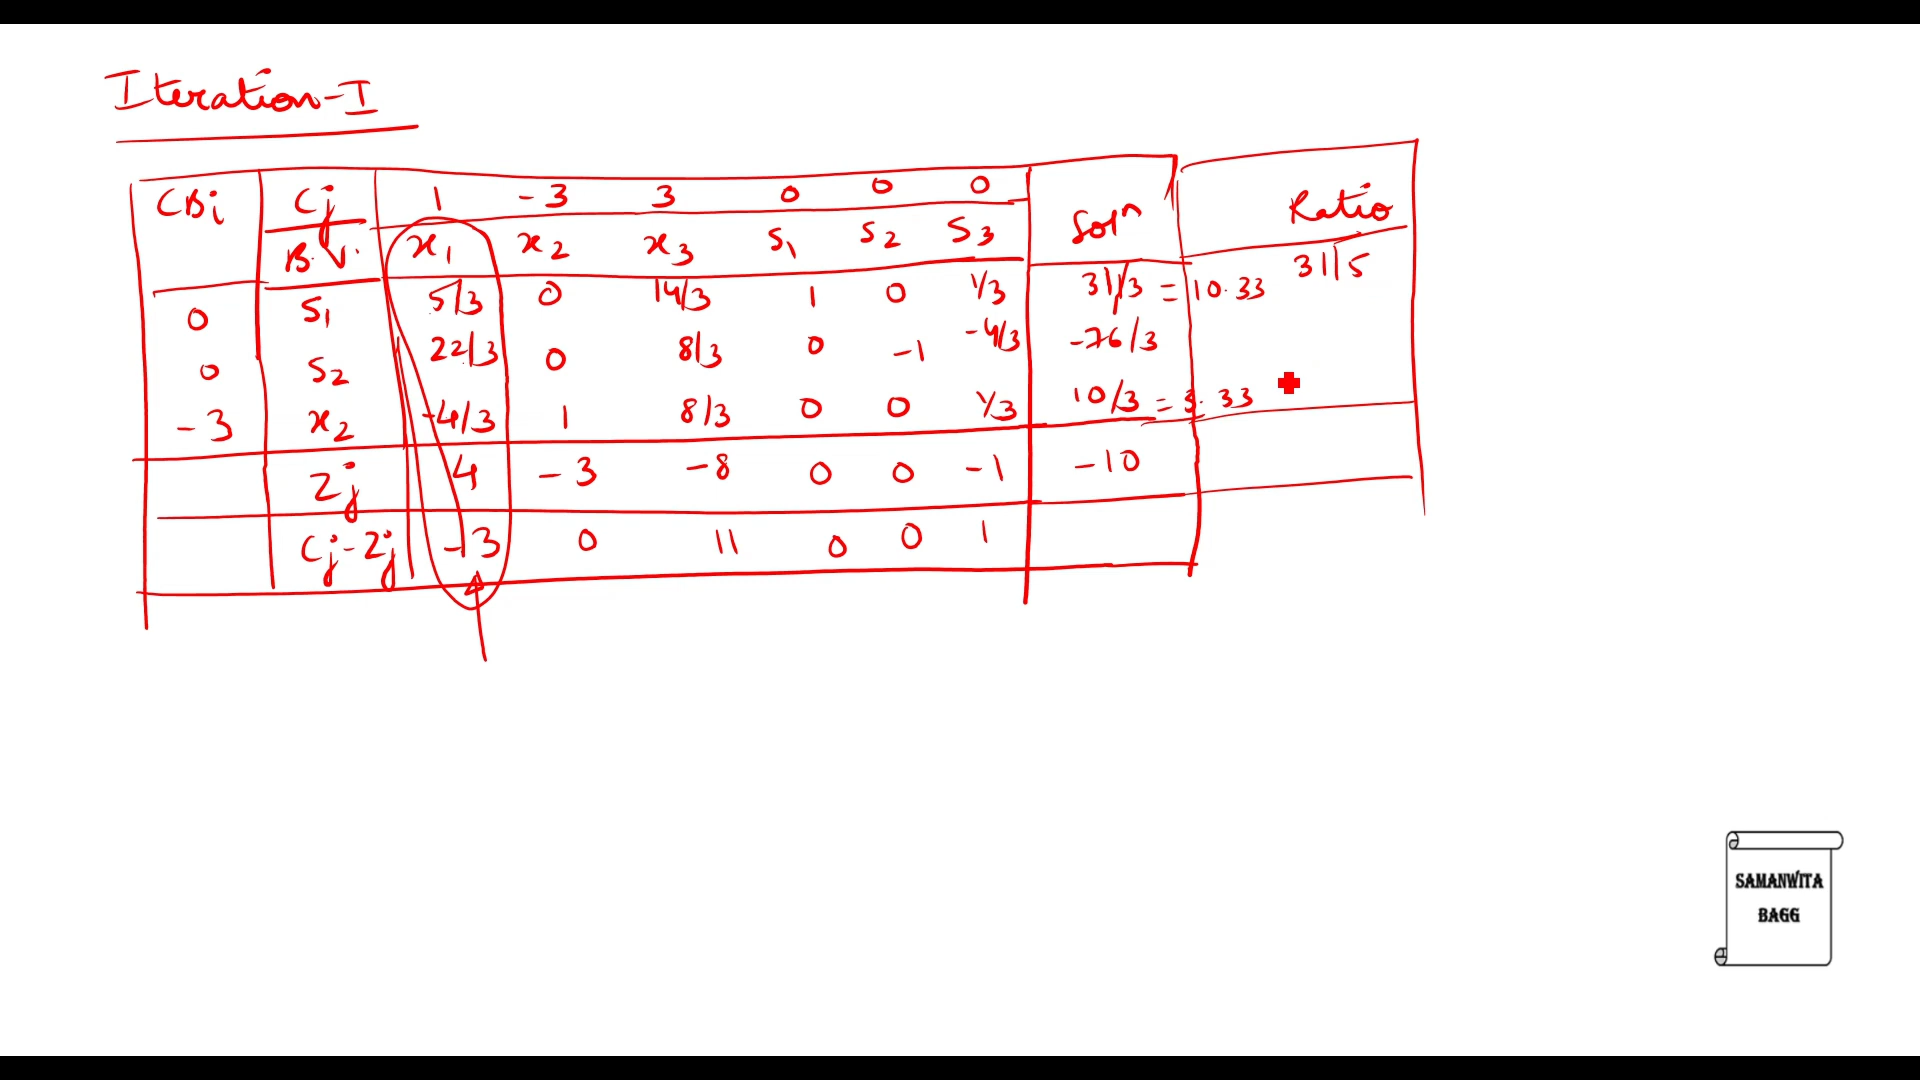 Iteration-I
CBi Cj 1 -3 3 0 0 0 Solⁿ Ratio
B.V. x₁ x₂ x₃ S₁ S₂ S₃
0 S₁ 5/3 0 14/3 1 0 1/3 31/3 = 10.33 31/5
0 S₂ 22/3 0 8/3 0 -1 -4/3 -76/3
-3 x₂ -4/3 1 8/3 0 0 1/3 10/3 = 3.33
Zj 4 -3 -8 0 0 -1 -10
Cj-Zj -3 0 11 0 0 1
SAMANWITA
BAGG